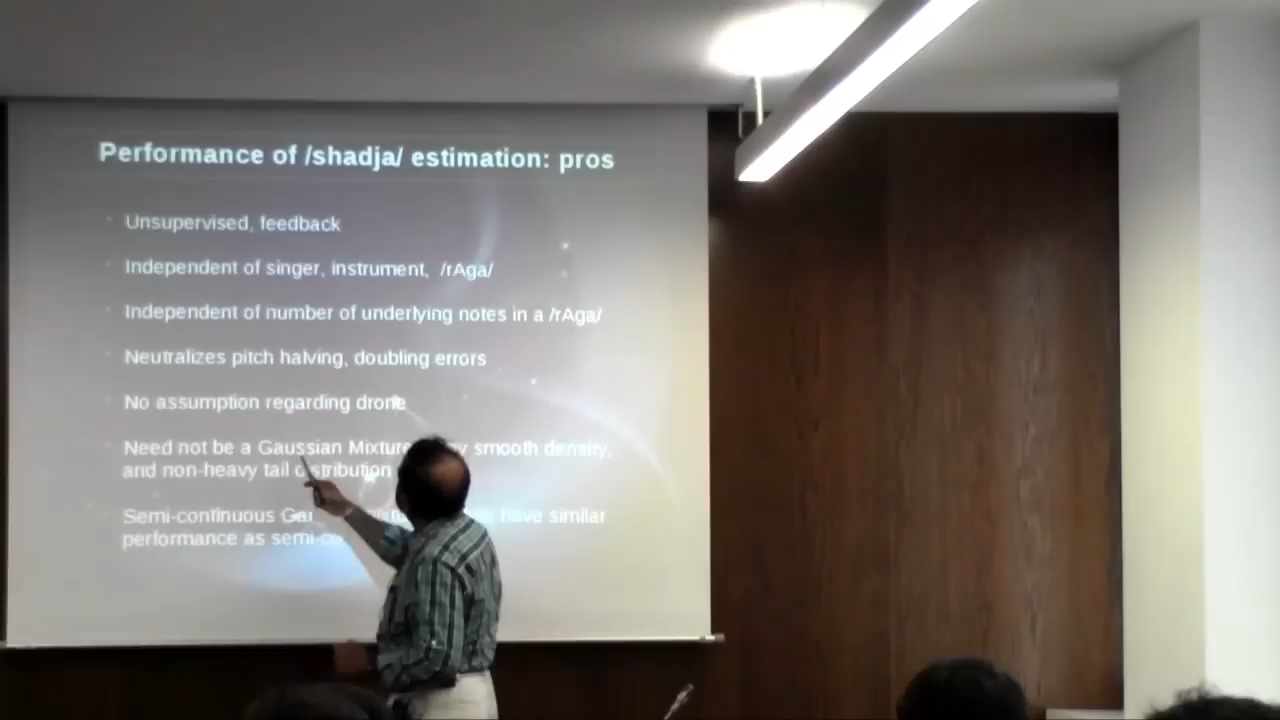 Performance of /shadja/ estimation: pros
Unsupervised, feedback
Independent of singer, instrument, /rAga/
Independent of number of underlying notes in a /rAga/
Neutralizes pitch halving, doubling errors
No assumption regarding drone
Need not be a Gaussian Mixture smooth density,
and non-heavy tail distribution
Semi-continuous have similar
performance as